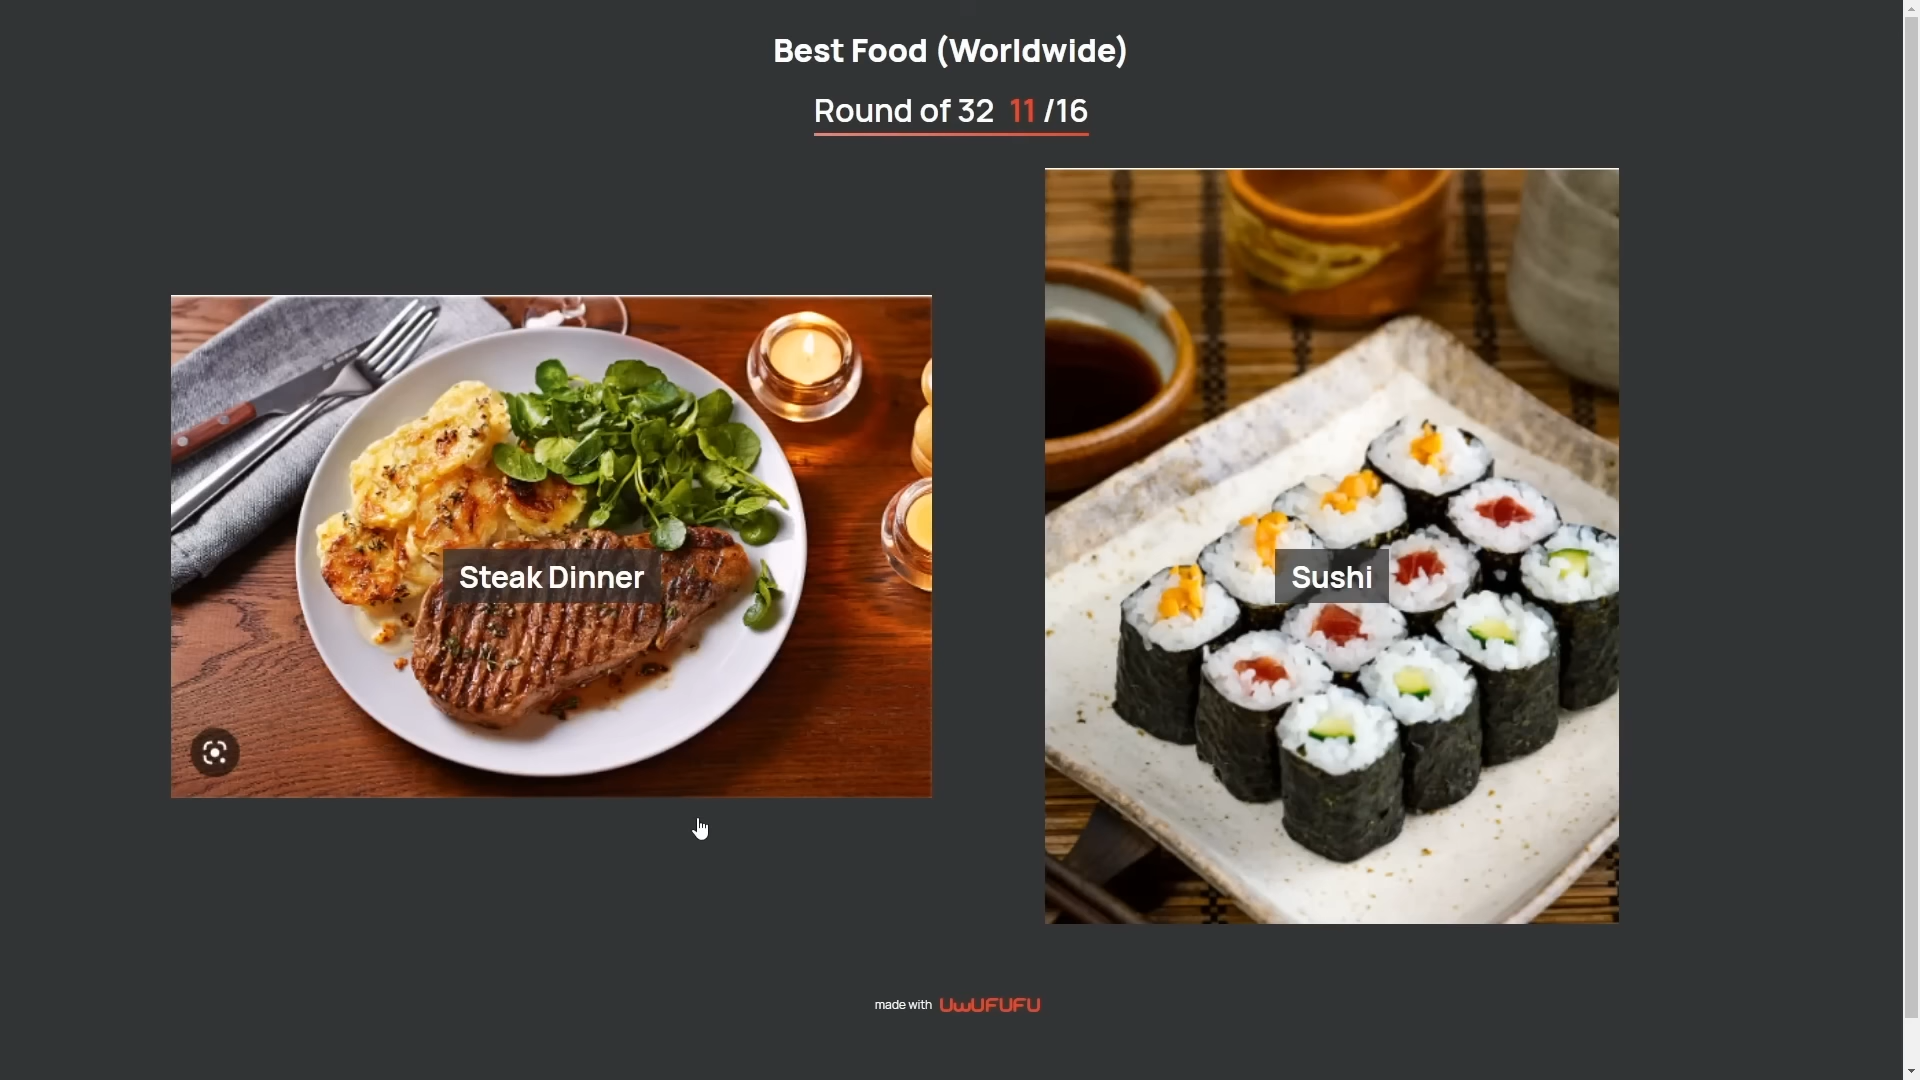 Best Food (Worldwide)
Round of 32 11 /16
Steak Dinner
Sushi
made with UwUFUFU